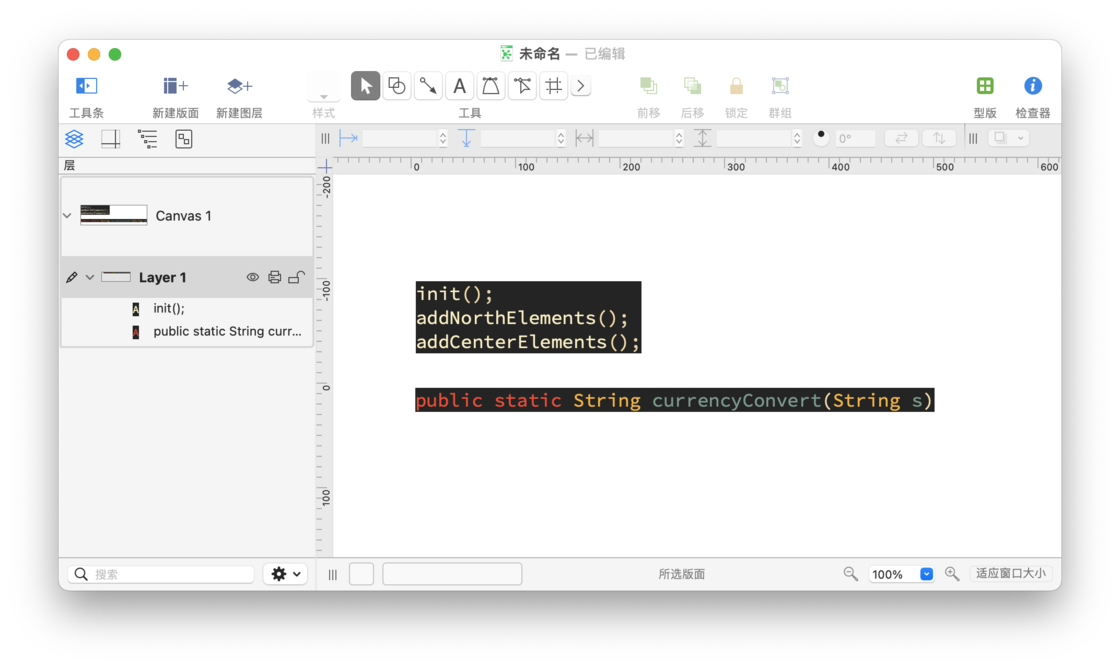 未命名 — 已编辑
工具条
新建版面
新建图层
样式
A
工具
前移
后移
锁定
群组
型版
检查器
0°
层
0 100 200 300 400 500 600
-200
-100
0
100
Canvas 1
Layer 1
A init();
A public static String curr...
init();
addNorthElements();
addCenterElements();
public static String currencyConvert(String s)
搜索
所选版面
100%
适应窗口大小